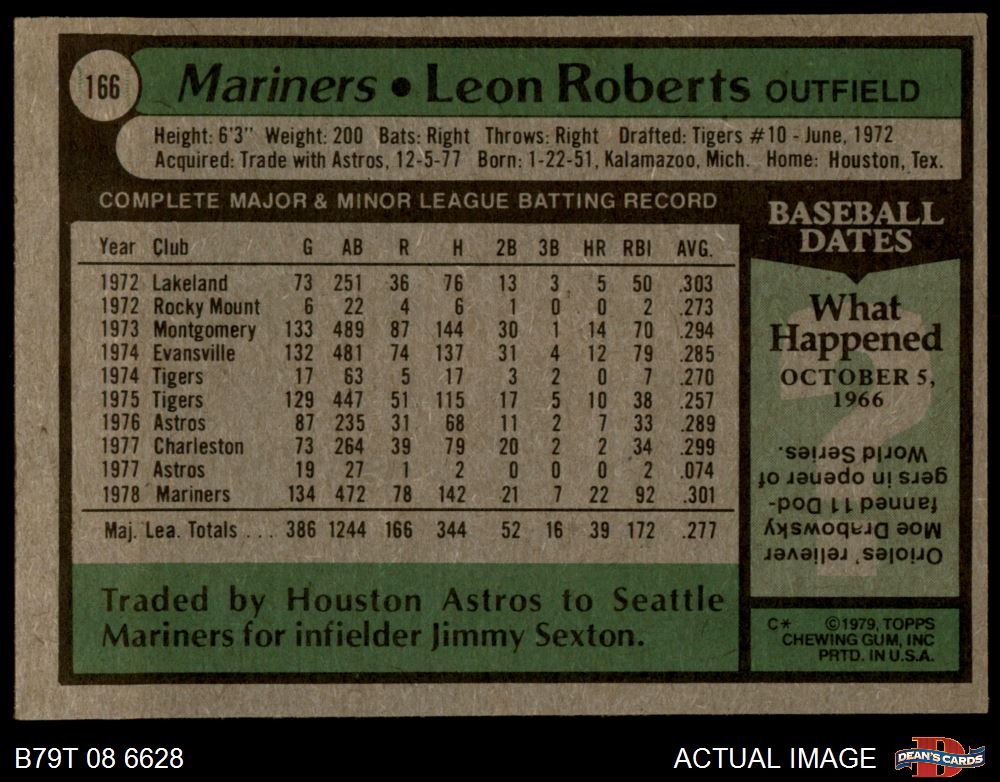 166
Mariners • Leon Roberts OUTFIELD
Height: 6'3" Weight: 200 Bats: Right Throws: Right Drafted: Tigers #10 - June, 1972
Acquired: Trade with Astros, 12-5-77 Born: 1-22-51, Kalamazoo, Mich. Home: Houston, Tex.
COMPLETE MAJOR & MINOR LEAGUE BATTING RECORD
Year Club G AB R H 2B 3B HR RBI AVG.
1972 Lakeland 73 251 36 76 13 3 5 50 .303
1972 Rocky Mount 6 22 4 6 1 0 0 2 .273
1973 Montgomery 133 489 87 144 30 1 14 70 .294
1974 Evansville 132 481 74 137 31 4 12 79 .285
1974 Tigers 17 63 5 17 3 2 0 7 .270
1975 Tigers 129 447 51 115 17 5 10 38 .257
1976 Astros 87 235 31 68 11 2 7 33 .289
1977 Charleston 73 264 39 79 20 2 2 34 .299
1977 Astros 19 27 1 2 0 0 0 2 .074
1978 Mariners 134 472 78 142 21 7 22 92 .301
Maj. Lea. Totals . . . 386 1244 166 344 52 16 39 172 .277
Traded by Houston Astros to Seattle
Mariners for infielder Jimmy Sexton.
BASEBALL
DATES
What
Happened
OCTOBER 5,
1966
?
Orioles' reliever
Moe Drabowsky
fanned 11 Dod-
gers in opener of
World Series.
C* ©1979, TOPPS
CHEWING GUM, INC
PRTD. IN U.S.A.
B79T 08 6628
ACTUAL IMAGE
D
DEAN'S CARDS